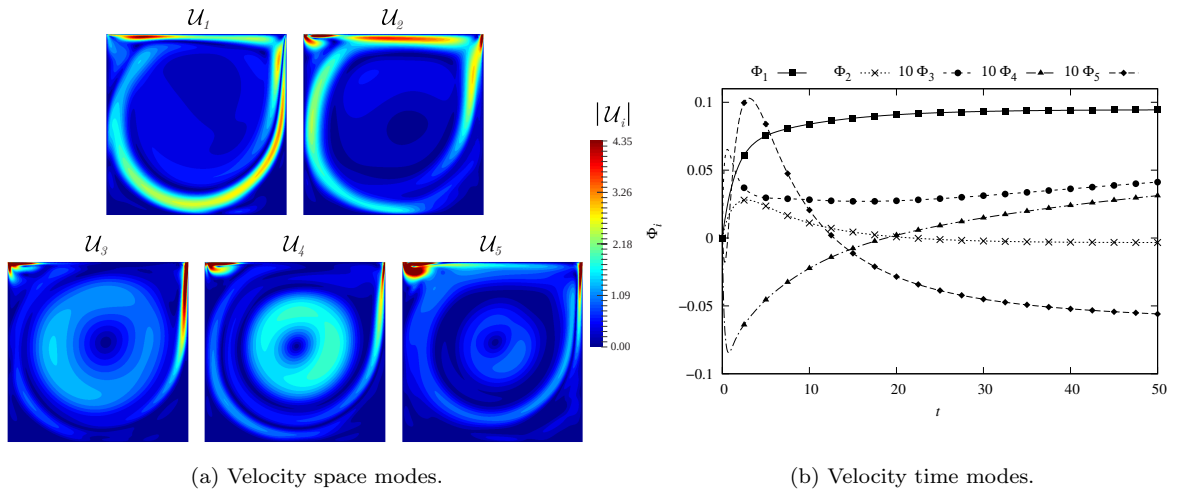 𝒰1 𝒰2
|𝒰i|
4.35
3.26
2.18
1.09
0.00
𝒰3 𝒰4 𝒰5
(a) Velocity space modes.
Φ1 Φ2 10 Φ3 10 Φ4 10 Φ5
0.1
0.05
0
−0.05
−0.1
Φi
0 10 20 30 40 50
t
(b) Velocity time modes.